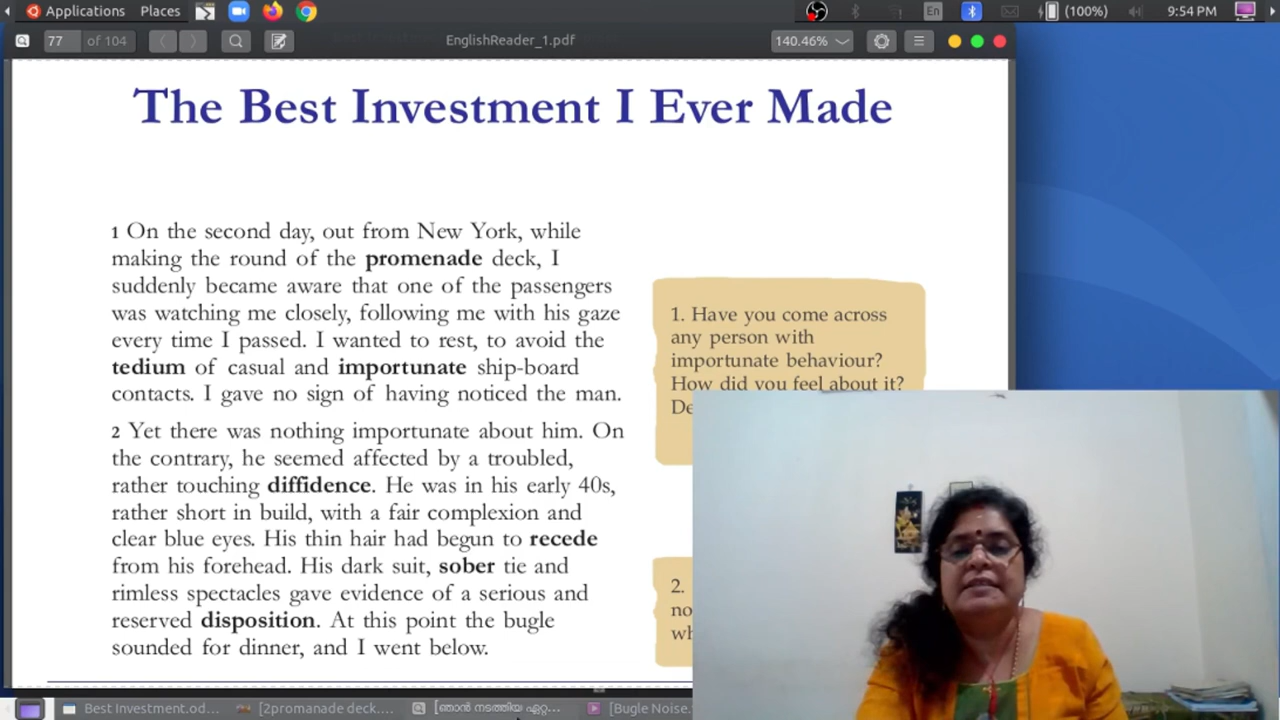 Applications Places En (100%) 9:54 PM
77 of 104 EnglishReader_1.pdf 140.46%
The Best Investment I Ever Made
1 On the second day, out from New York, while
making the round of the promenade deck, I
suddenly became aware that one of the passengers
was watching me closely, following me with his gaze
every time I passed. I wanted to rest, to avoid the
tedium of casual and importunate ship-board
contacts. I gave no sign of having noticed the man.
2 Yet there was nothing importunate about him. On
the contrary, he seemed affected by a troubled,
rather touching diffidence. He was in his early 40s,
rather short in build, with a fair complexion and
clear blue eyes. His thin hair had begun to recede
from his forehead. His dark suit, sober tie and
rimless spectacles gave evidence of a serious and
reserved disposition. At this point the bugle
sounded for dinner, and I went below.
1. Have you come across
any person with
importunate behaviour?
How did you feel about it?
De
2.
no
wh
Best Investment.od... [2promanade deck.... [ഞാൻ നടത്തിയ ഏറ്റ... [Bugle Noise.